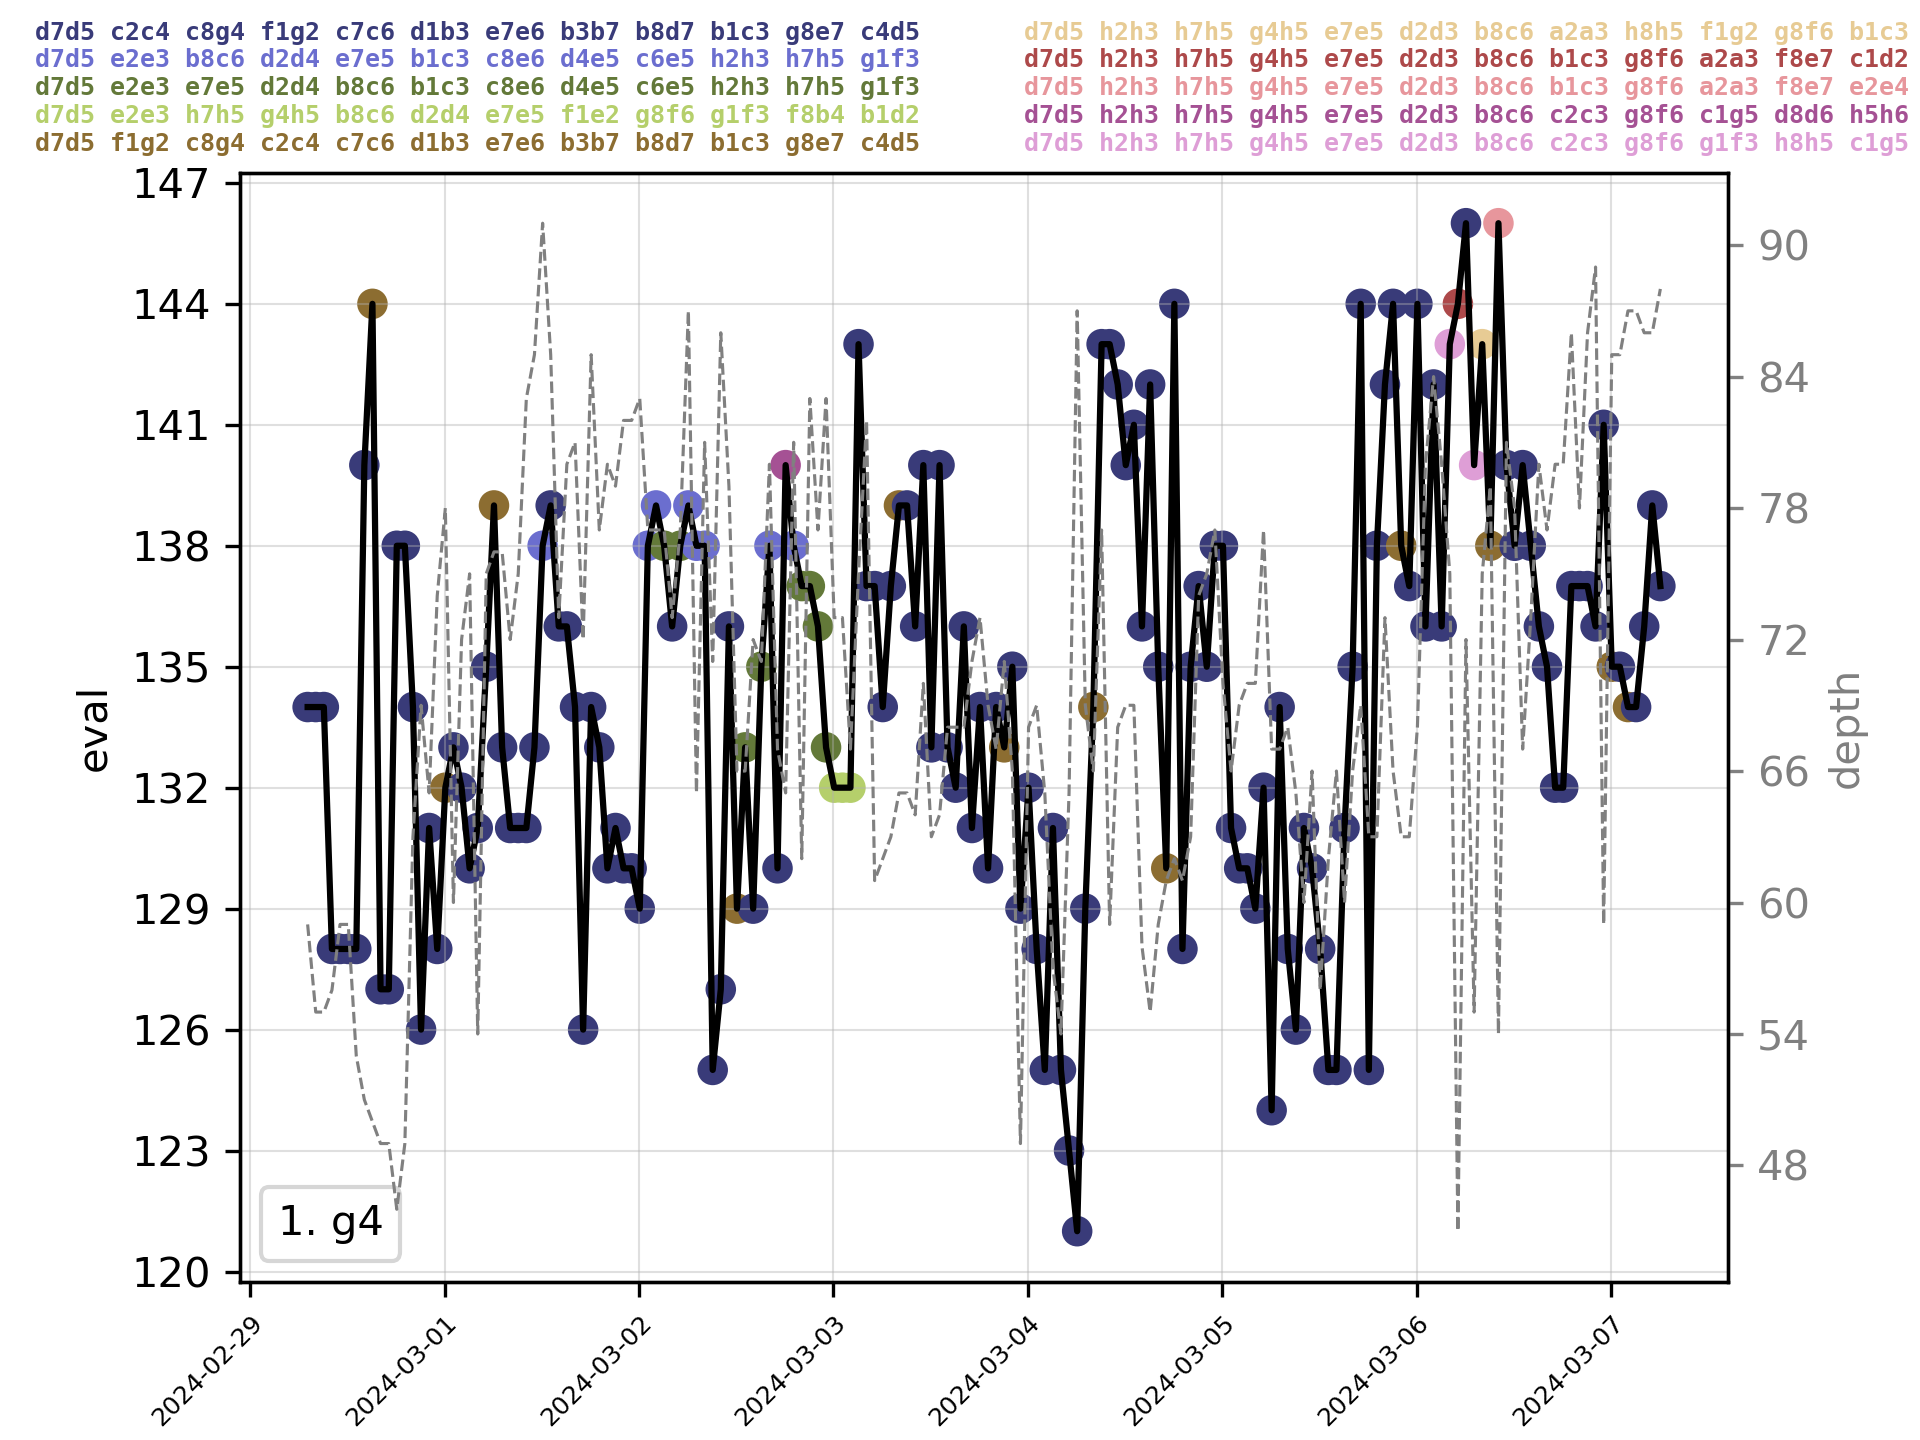 d7d5 c2c4 c8g4 f1g2 c7c6 d1b3 e7e6 b3b7 b8d7 b1c3 g8e7 c4d5
d7d5 e2e3 b8c6 d2d4 e7e5 b1c3 c8e6 d4e5 c6e5 h2h3 h7h5 g1f3
d7d5 e2e3 e7e5 d2d4 b8c6 b1c3 c8e6 d4e5 c6e5 h2h3 h7h5 g1f3
d7d5 e2e3 h7h5 g4h5 b8c6 d2d4 e7e5 f1e2 g8f6 g1f3 f8b4 b1d2
d7d5 f1g2 c8g4 c2c4 c7c6 d1b3 e7e6 b3b7 b8d7 b1c3 g8e7 c4d5
d7d5 h2h3 h7h5 g4h5 e7e5 d2d3 b8c6 a2a3 h8h5 f1g2 g8f6 b1c3
d7d5 h2h3 h7h5 g4h5 e7e5 d2d3 b8c6 b1c3 g8f6 a2a3 f8e7 c1d2
d7d5 h2h3 h7h5 g4h5 e7e5 d2d3 b8c6 b1c3 g8f6 a2a3 f8e7 e2e4
d7d5 h2h3 h7h5 g4h5 e7e5 d2d3 b8c6 c2c3 g8f6 c1g5 d8d6 h5h6
d7d5 h2h3 h7h5 g4h5 e7e5 d2d3 b8c6 c2c3 g8f6 g1f3 h8h5 c1g5
147
144
141
138
135
132
129
126
123
120
eval
90
84
78
72
66
60
54
48
depth
1. g4
2024-02-29
2024-03-01
2024-03-02
2024-03-03
2024-03-04
2024-03-05
2024-03-06
2024-03-07